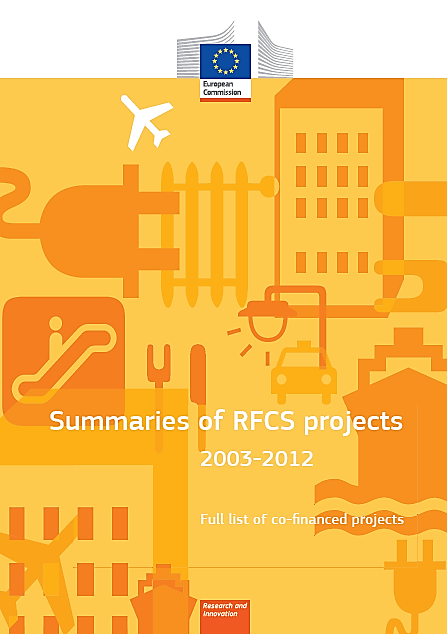 European
Commission
Summaries of RFCS projects
2003-2012
Full list of co-financed projects
Research and
Innovation